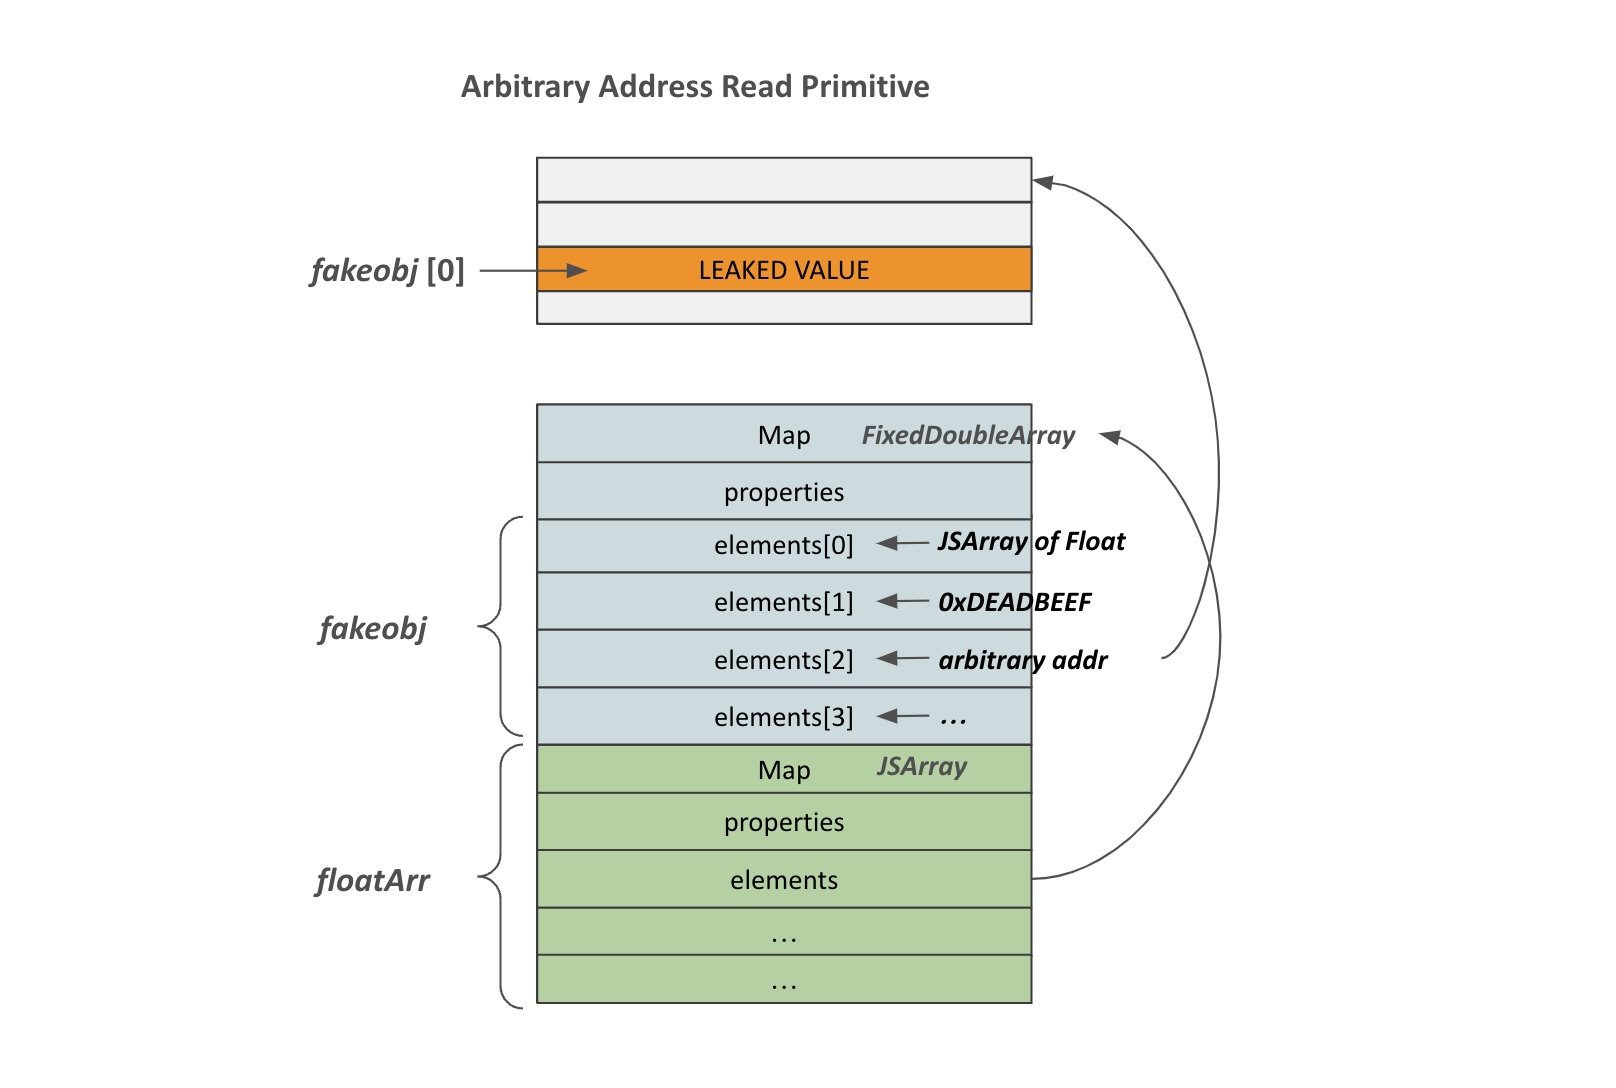 Arbitrary Address Read Primitive
fakeobj [0]
LEAKED VALUE
Map FixedDoubleArray
properties
elements[0] JSArray of Float
elements[1] 0xDEADBEEF
fakeobj
elements[2] arbitrary addr
elements[3] ...
Map JSArray
properties
floatArr
elements
...
...